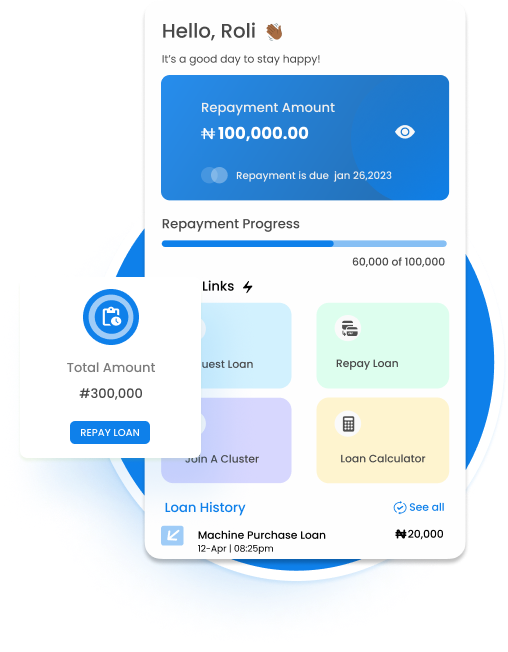 Hello, Roli
It's a good day to stay happy!
Repayment Amount
₦ 100,000.00
Repayment is due jan 26,2023
Repayment Progress
60,000 of 100,000
Links
uest Loan
Repay Loan
Join A Cluster
Loan Calculator
Total Amount
#300,000
REPAY LOAN
Loan History
See all
Machine Purchase Loan
₦20,000
12-Apr | 08:25pm